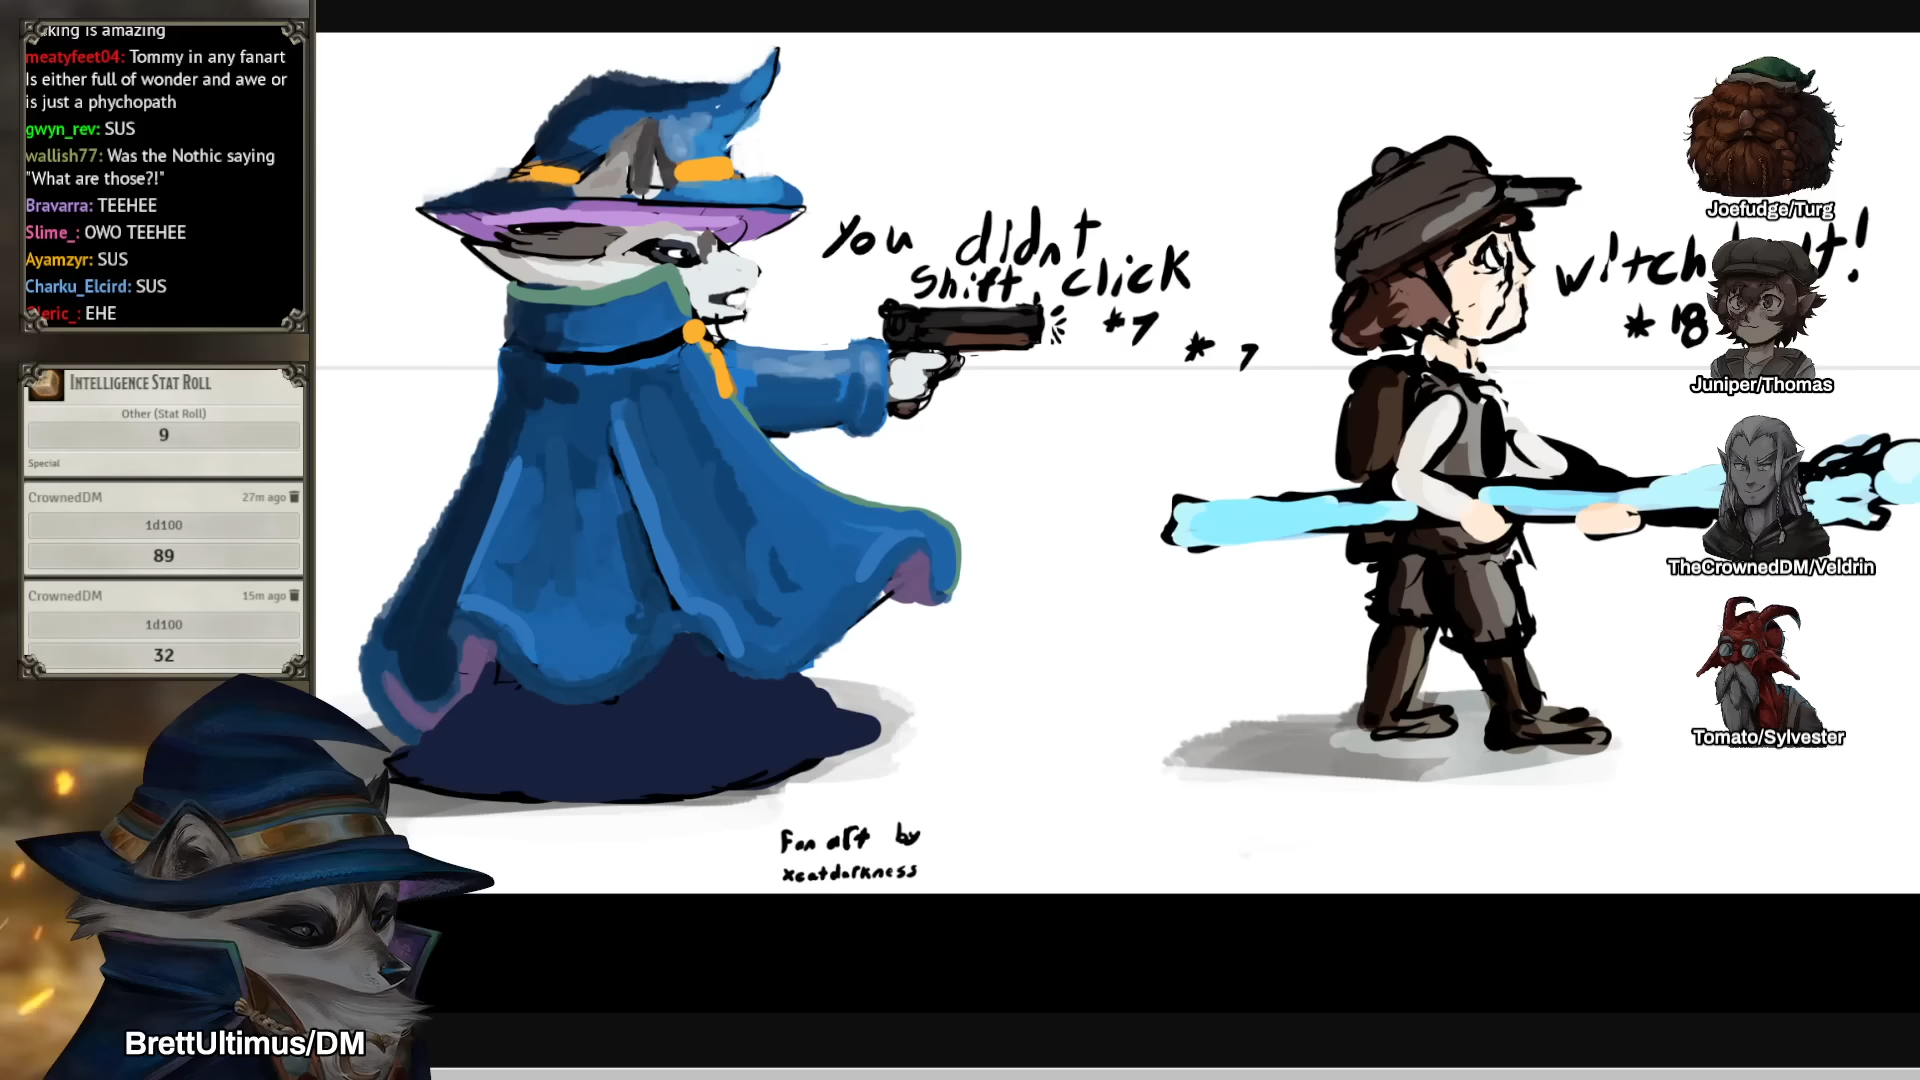 king is amazing
meatyfeet04: Tommy in any fanart
Is either full of wonder and awe or
is just a phychopath
gwyn_rev: SUS
wallish77: Was the Nothic saying
"What are those?!"
Bravarra: TEEHEE
Slime_: OWO TEEHEE
Ayamzyr: SUS
Charku_Elcird: SUS
leric_: EHE
INTELLIGENCE STAT ROLL
Other (Stat Roll)
9
Special
CrownedDM 27m ago
1d100
89
CrownedDM 15m ago
1d100
32
BrettUltimus/DM
You didnt
Shift click
*7
*7
witch
t!
*18
Fan art by
xcatdarkness
Joefudge/Turg
Juniper/Thomas
TheCrownedDM/Veldrin
Tomato/Sylvester